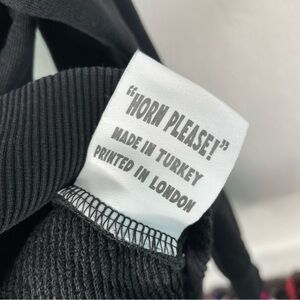 "HORN PLEASE!"
MADE IN TURKEY
PRINTED IN LONDON